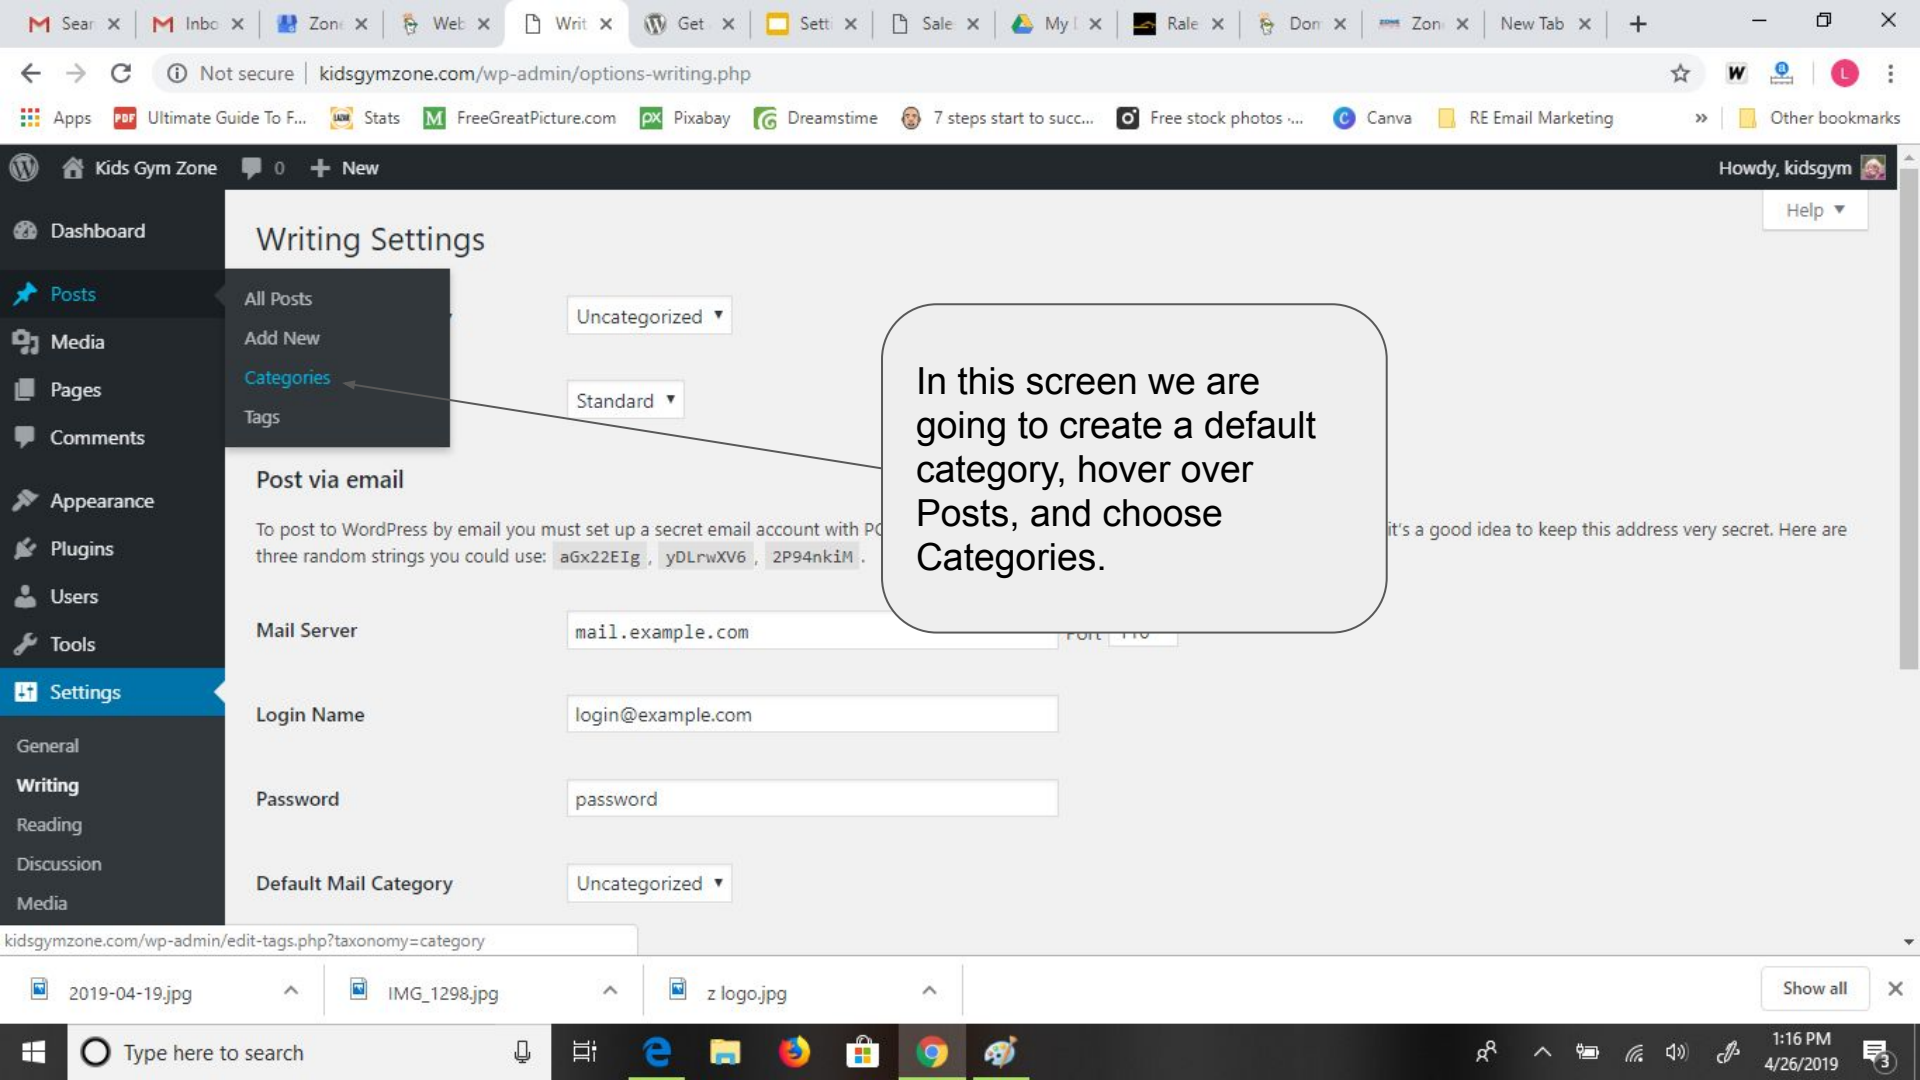 Sear
Inbo
Zone
Web
Writ
Get
Setti
Sale
My
Rale
Dom
Zon
New Tab
Not secure | kidsgymzone.com/wp-admin/options-writing.php
W
L
Apps
PDF
Ultimate Guide To F...
Stats
M
FreeGreatPicture.com
PX
Pixabay
Dreamstime
7 steps start to succ...
Free stock photos ·...
C
Canva
RE Email Marketing
»
Other bookmarks
Kids Gym Zone
0
+ New
Howdy, kidsgym
Help ▼
Dashboard
Posts
Media
Pages
Comments
Appearance
Plugins
Users
Tools
Settings
General
Writing
Reading
Discussion
Media
All Posts
Add New
Categories
Tags
Writing Settings
Uncategorized ▼
Standard ▼
In this screen we are
going to create a default
category, hover over
Posts, and choose
Categories.
Post via email
To post to WordPress by email you must set up a secret email account with it's a good idea to keep this address very secret. Here are
three random strings you could use: aGx22EIg , yDLrwXV6 , 2P94nkiM .
Mail Server
mail.example.com
Port 110
Login Name
login@example.com
Password
password
Default Mail Category
Uncategorized ▼
kidsgymzone.com/wp-admin/edit-tags.php?taxonomy=category
2019-04-19.jpg
IMG_1298.jpg
z logo.jpg
Show all
Type here to search
1:16 PM
4/26/2019
3